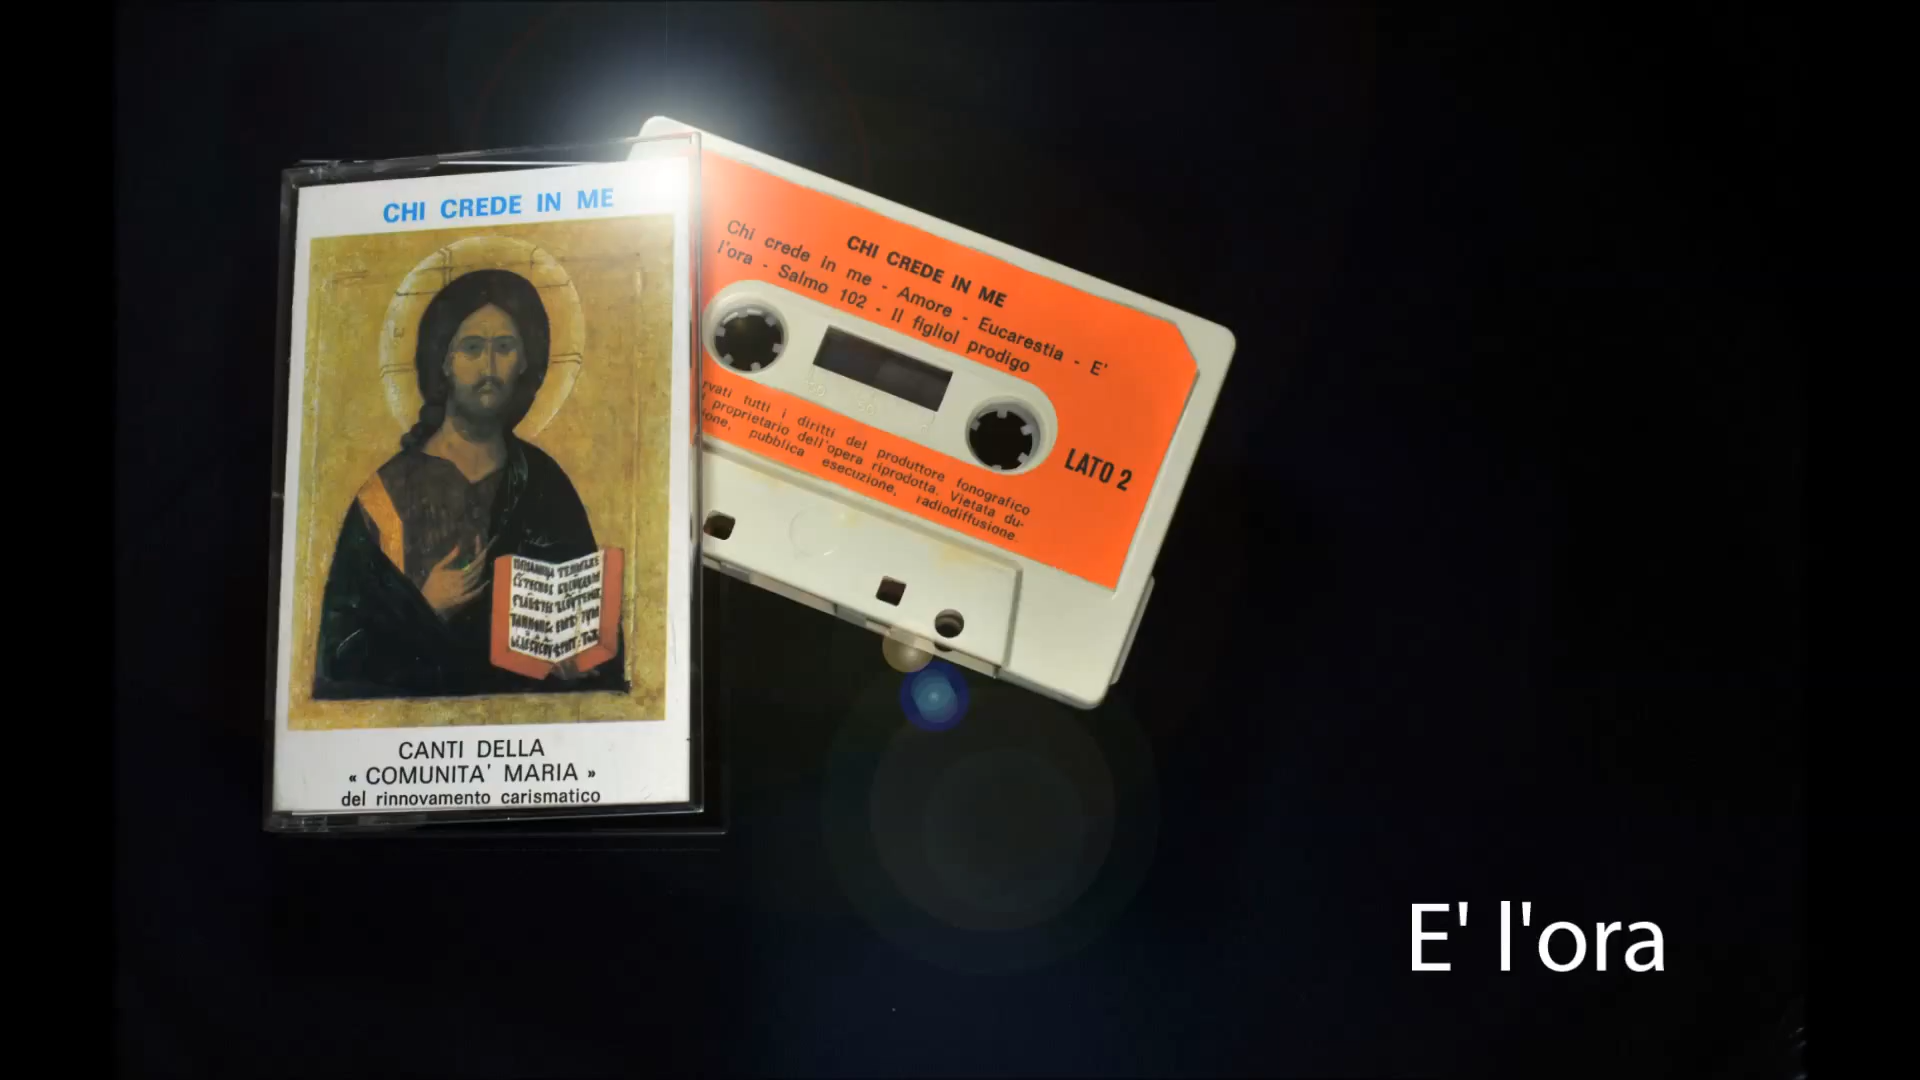 CHI CREDE IN ME
CANTI DELLA
« COMUNITA' MARIA »
del rinnovamento carismatico
CHI CREDE IN ME
Chi crede in me - Amore - Eucarestia - E'
l'ora - Salmo 102 - Il figliol prodigo
LATO 2
rvati tutti i diritti del produttore fonografico
proprietario dell'opera riprodotta. Vietata du-
ione, pubblica esecuzione, radiodiffusione.
E' l'ora